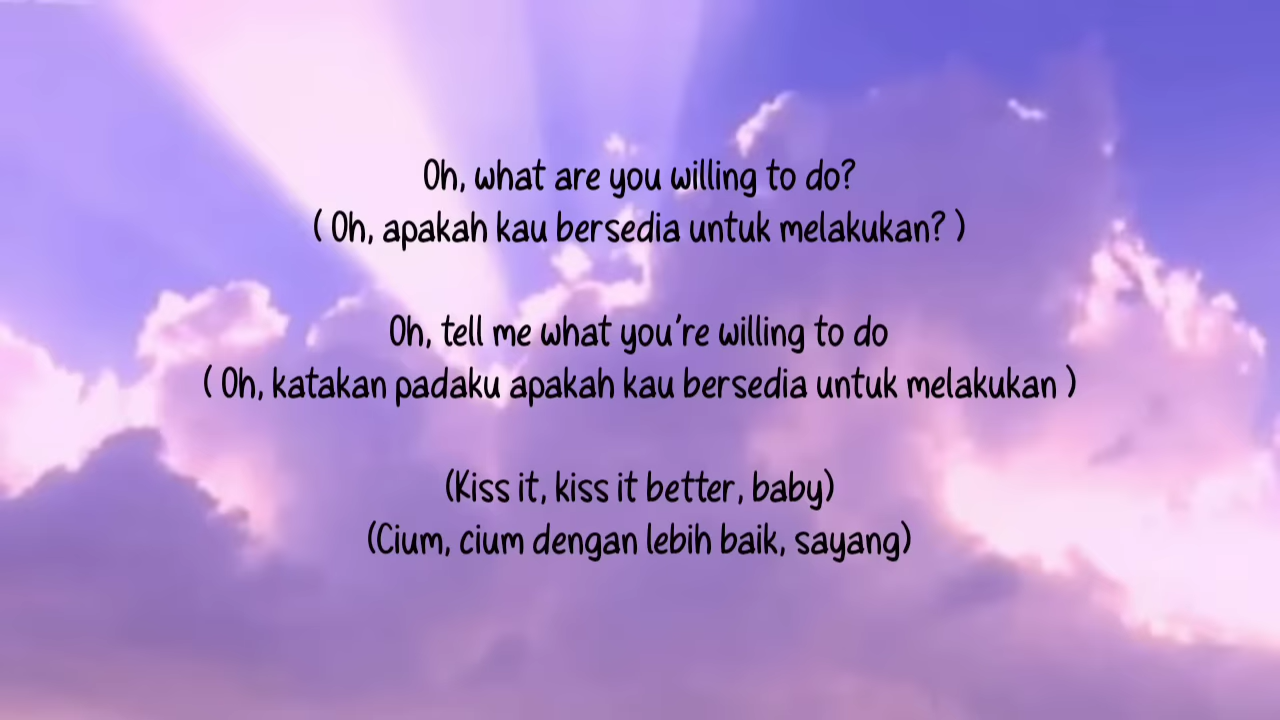 Oh, what are you willing to do?
( Oh, apakah kau bersedia untuk melakukan? )
Oh, tell me what you're willing to do
( Oh, katakan padaku apakah kau bersedia untuk melakukan )
(Kiss it, kiss it better, baby)
(Cium, cium dengan lebih baik, sayang)